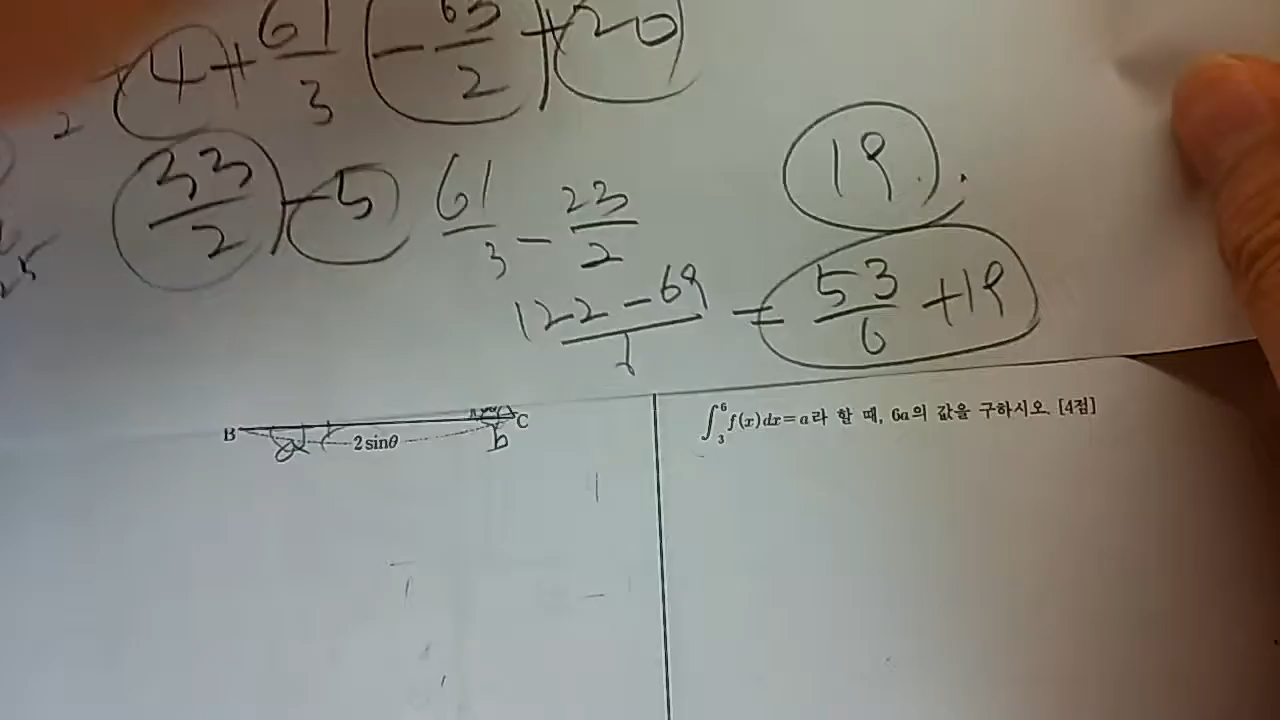 4 + 61/3 - 63/2 + 20
2
33/2 - 5 61/3 - 23/2 19.
122 - 69/6 = 53/6 + 19
B 2sinθ C
∫₃⁶ f(x)dx = a라 할 때, 6a의 값을 구하시오. [4점]